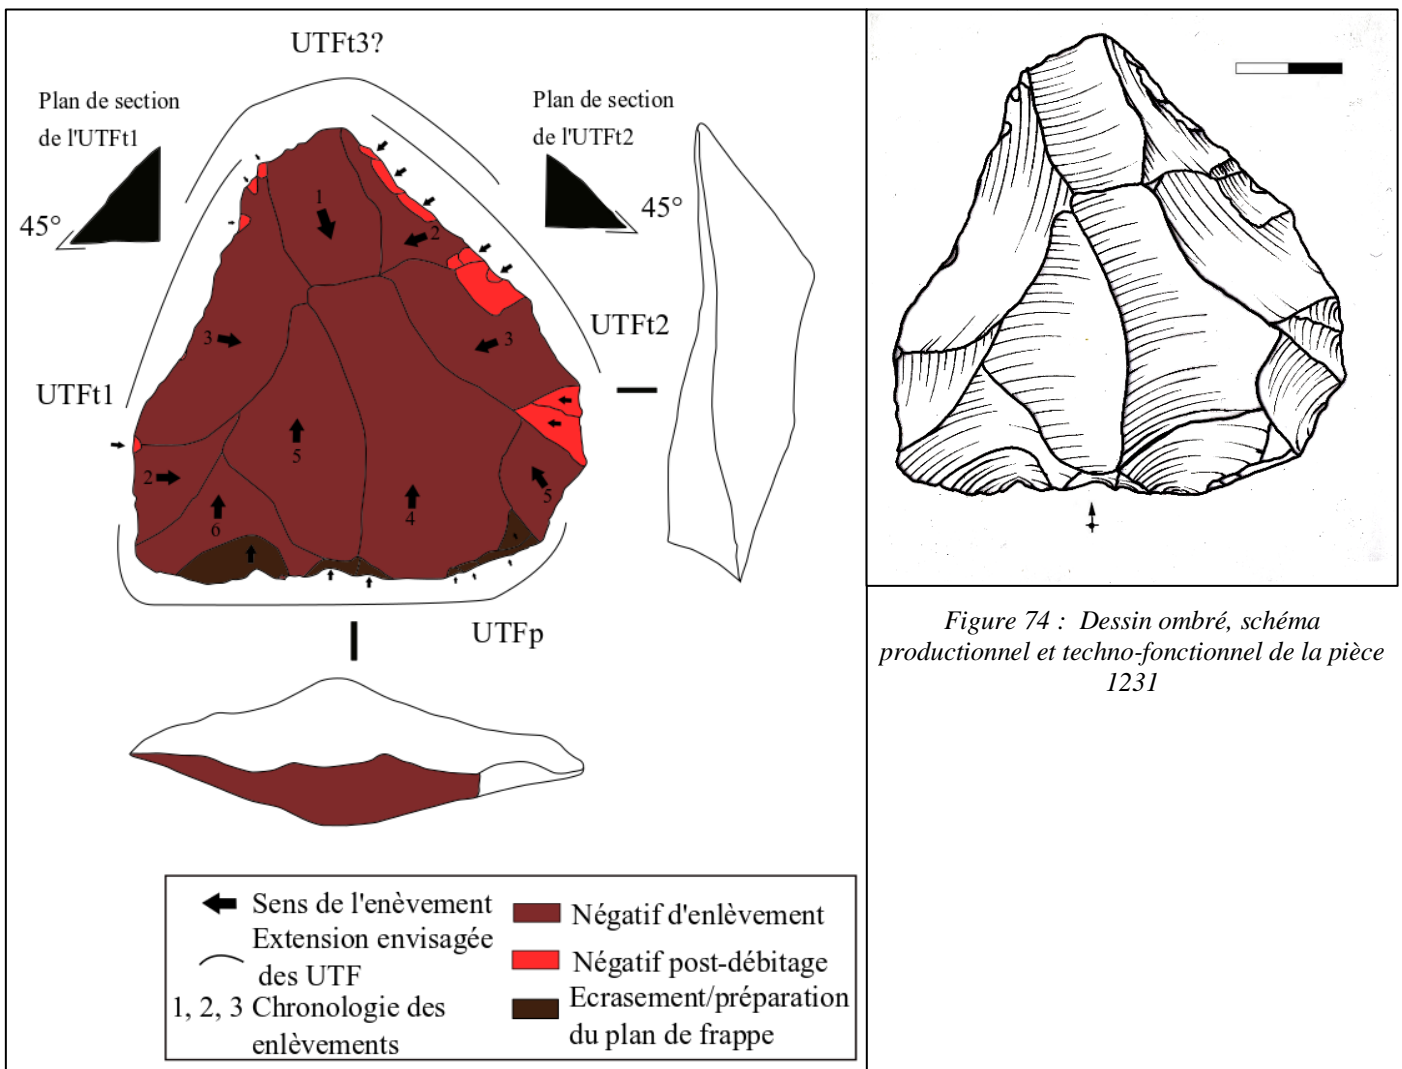 UTFt3?
Plan de section
de l'UTFt1
45°
Plan de section
de l'UTFt2
45°
1
2
3
3
UTFt2
UTFt1
2
5
4
5
6
UTFp
Sens de l'enèvement
Extension envisagée
des UTF
1, 2, 3 Chronologie des
enlèvements
Négatif d'enlèvement
Négatif post-débitage
Ecrasement/préparation
du plan de frappe
Figure 74 : Dessin ombré, schéma
productionnel et techno-fonctionnel de la pièce
1231